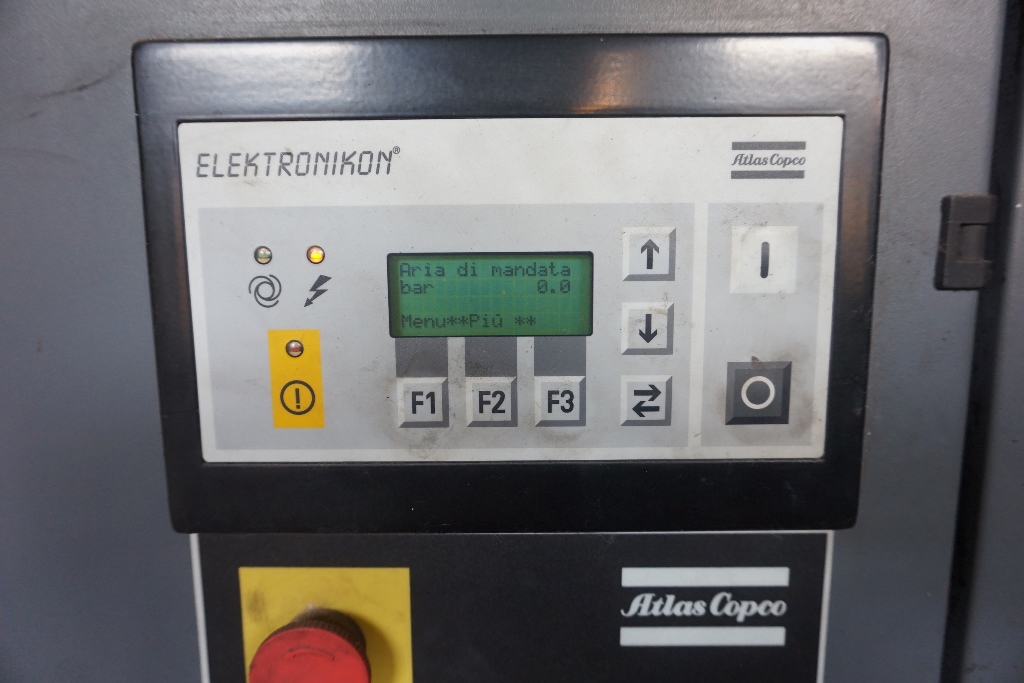 ELEKTRONIKON®
Atlas Copco
Aria di mandata
bar 0.0
Menu**Più **
F1 F2 F3
Atlas Copco